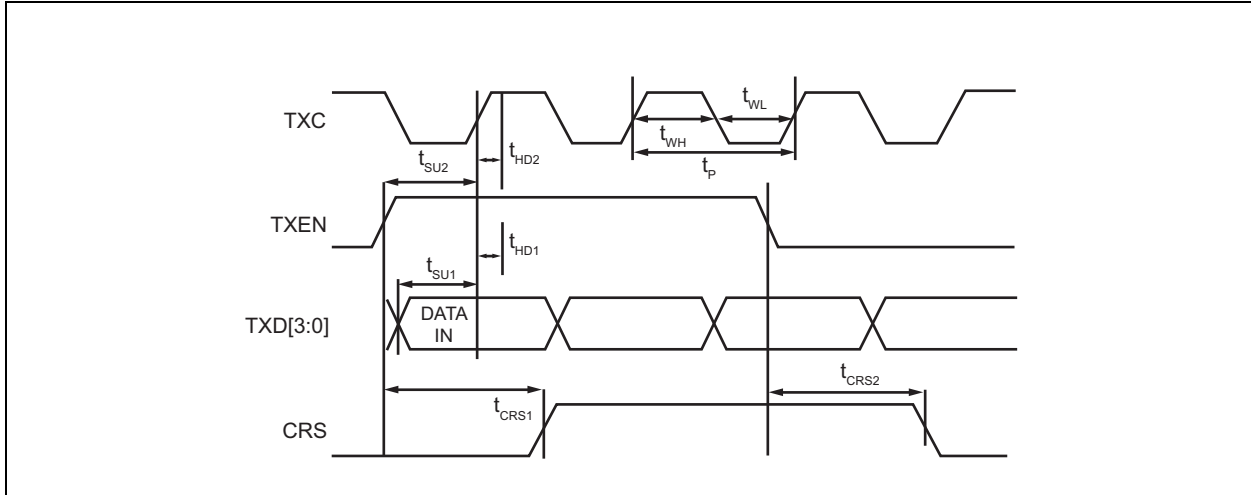 TXC
t_WL
t_WH
t_P
t_SU2
t_HD2
TXEN
t_HD1
t_SU1
TXD[3:0]
DATA
IN
t_CRS2
t_CRS1
CRS